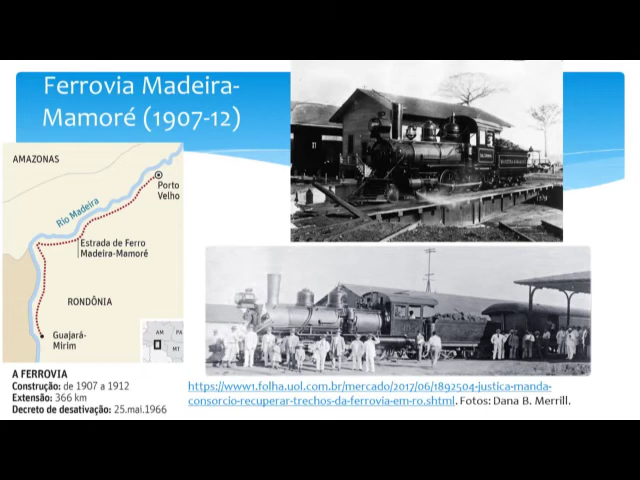 Ferrovia Madeira-
Mamoré (1907-12)
AMAZONAS
Porto
Velho
Rio Madeira
Estrada de Ferro
Madeira-Mamoré
RONDÔNIA
Guajará-
Mirim
AM
PA
MT
A FERROVIA
Construção: de 1907 a 1912
Extensão: 366 km
Decreto de desativação: 25.mai.1966
https://www1.folha.uol.com.br/mercado/2017/06/1892504-justica-manda-
consorcio-recuperar-trechos-da-ferrovia-em-ro.shtml. Fotos: Dana B. Merrill.